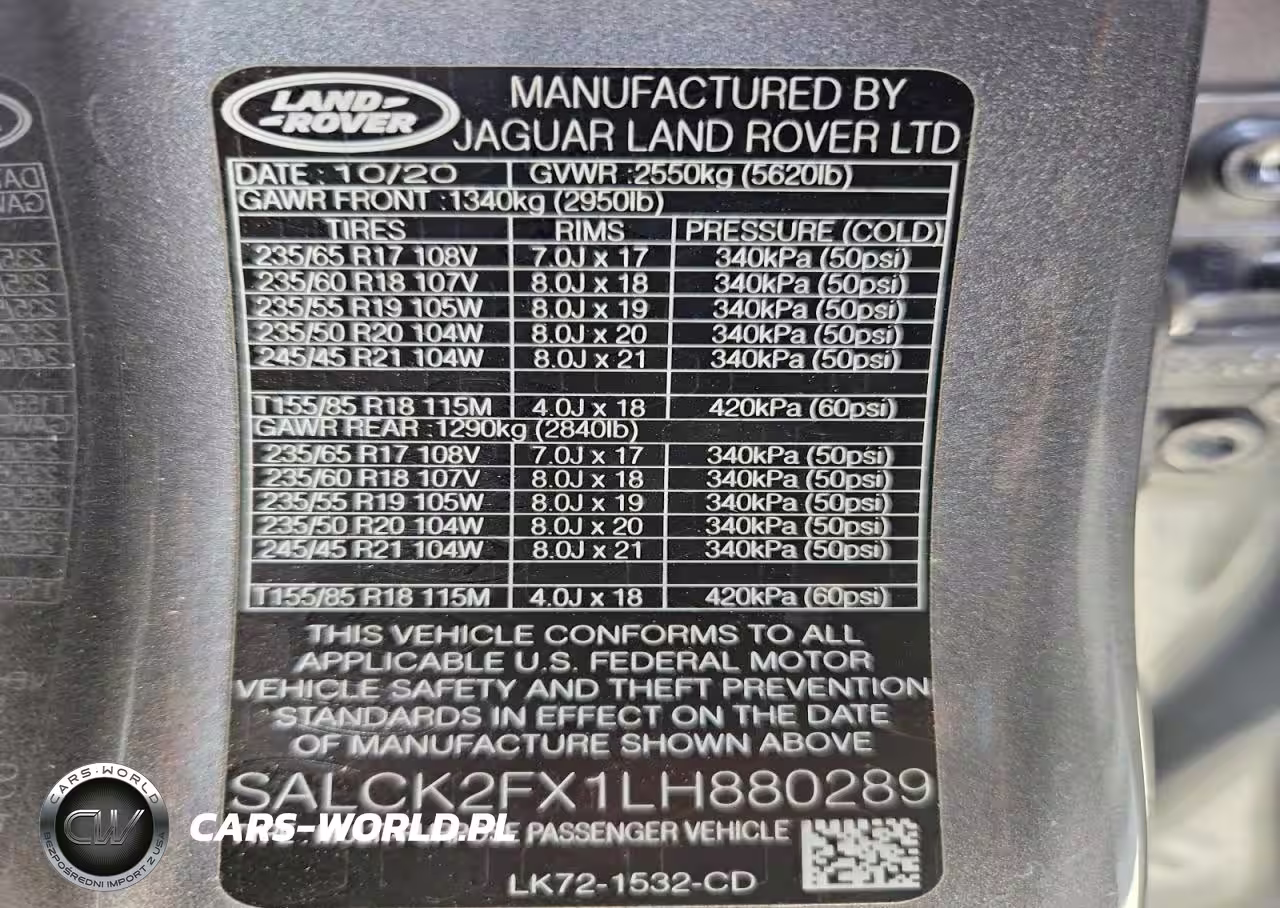 LAND-
-ROVER
MANUFACTURED BY
JAGUAR LAND ROVER LTD
DATE : 10/20 GVWR :2550kg (5620lb)
GAWR FRONT :1340kg (2950lb)
TIRES RIMS PRESSURE (COLD)
235/65 R17 108V 7.0J x 17 340kPa (50psi)
235/60 R18 107V 8.0J x 18 340kPa (50psi)
235/55 R19 105W 8.0J x 19 340kPa (50psi)
235/50 R20 104W 8.0J x 20 340kPa (50psi)
245/45 R21 104W 8.0J x 21 340kPa (50psi)
T155/85 R18 115M 4.0J x 18 420kPa (60psi)
GAWR REAR :1290kg (2840lb)
235/65 R17 108V 7.0J x 17 340kPa (50psi)
235/60 R18 107V 8.0J x 18 340kPa (50psi)
235/55 R19 105W 8.0J x 19 340kPa (50psi)
235/50 R20 104W 8.0J x 20 340kPa (50psi)
245/45 R21 104W 8.0J x 21 340kPa (50psi)
T155/85 R18 115M 4.0J x 18 420kPa (60psi)
THIS VEHICLE CONFORMS TO ALL
APPLICABLE U.S. FEDERAL MOTOR
VEHICLE SAFETY AND THEFT PREVENTION
STANDARDS IN EFFECT ON THE DATE
OF MANUFACTURE SHOWN ABOVE
SALCK2FX1LH880289
PASSENGER VEHICLE
LK72-1532-CD
CARS-WORLD
CW
BEZPOŚREDNI IMPORT Z USA
CARS-WORLD.PL